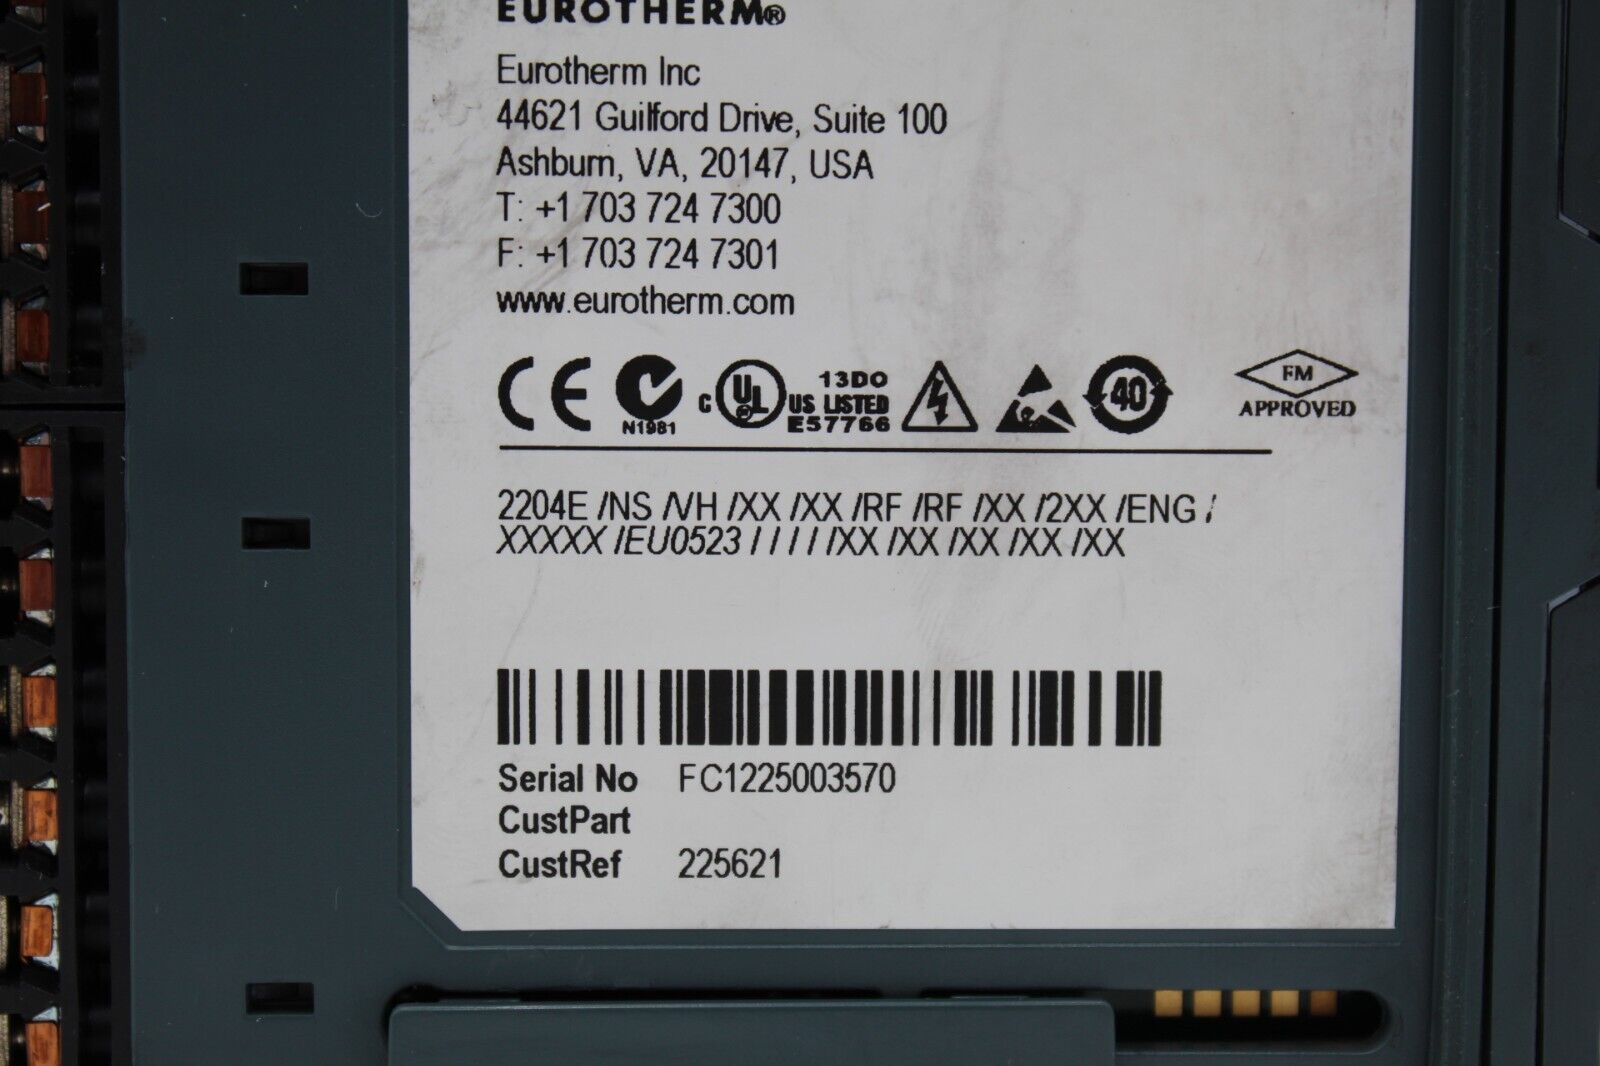 EUROTHERM®
Eurotherm Inc
44621 Guilford Drive, Suite 100
Ashburn, VA, 20147, USA
T: +1 703 724 7300
F: +1 703 724 7301
www.eurotherm.com
CE N1981 c UL US LISTED 13DO E57766 40 FM APPROVED
2204E /NS /VH /XX /XX /RF /RF /XX /2XX /ENG /
XXXXX /EU0523 / / / / /XX /XX /XX /XX /XX
Serial No FC1225003570
CustPart
CustRef 225621